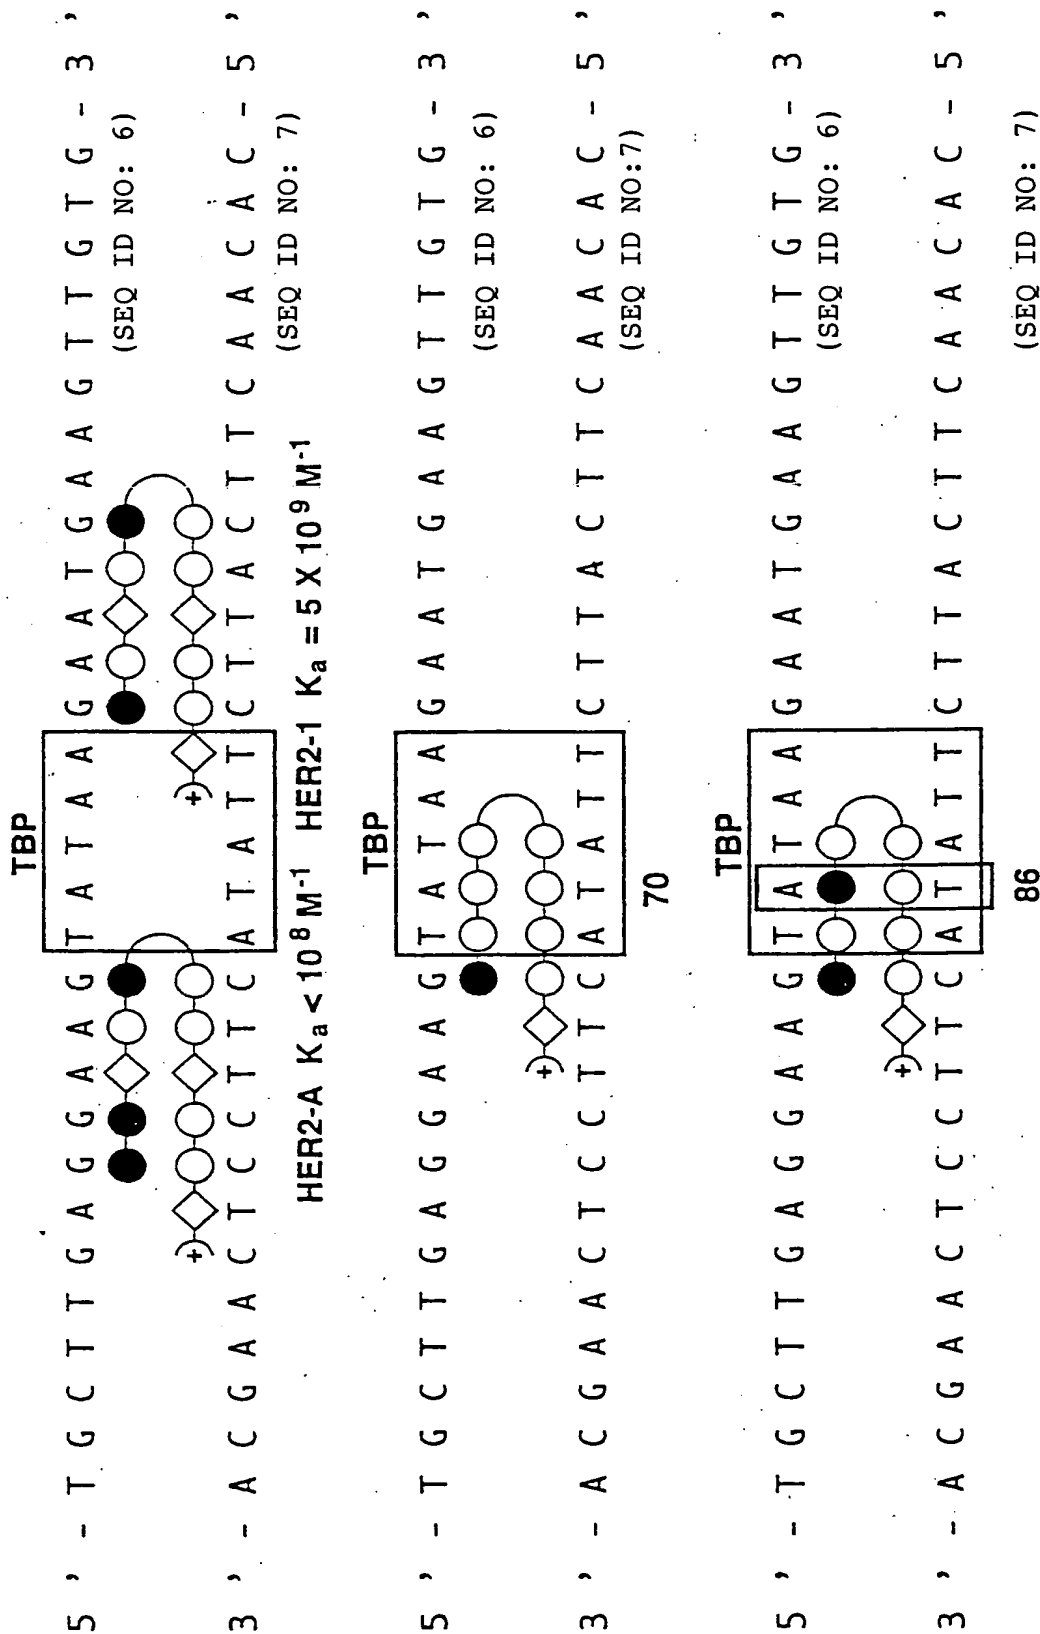 TBP
5' - T G C T T G A G G A A G T A T A A G A A T G A A G T T G T G - 3'
(SEQ ID NO: 6)
+ +
3' - A C G A A C T C C T T C A T A T T C T T A C T T C A A C A C - 5'
(SEQ ID NO: 7)
HER2-A Ka < 10^8 M^-1 HER2-1 Ka = 5 X 10^9 M^-1
TBP
5' - T G C T T G A G G A A G T A T A A G A A T G A A G T T G T G - 3'
(SEQ ID NO: 6)
+
3' - A C G A A C T C C T T C A T A T T C T T A C T T C A A C A C - 5'
(SEQ ID NO:7)
70
TBP
5' - T G C T T G A G G A A G T A T A A G A A T G A A G T T G T G - 3'
(SEQ ID NO: 6)
+
3' - A C G A A C T C C T T C A T A T T C T T A C T T C A A C A C - 5'
(SEQ ID NO: 7)
86